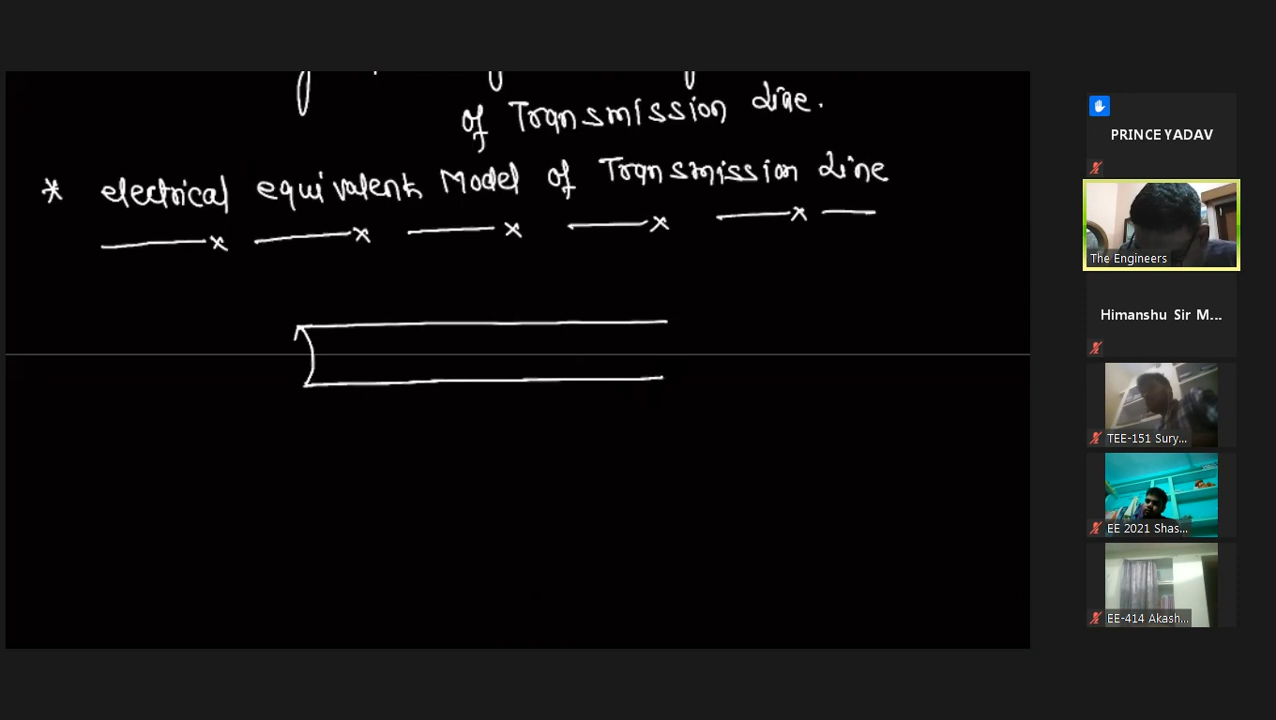 of Transmission Line.
* electrical equivalent Model of Transmission Line
PRINCE YADAV
The Engineers
Himanshu Sir M...
TEE-151 Sury...
EE 2021 Shas...
EE-414 Akash...